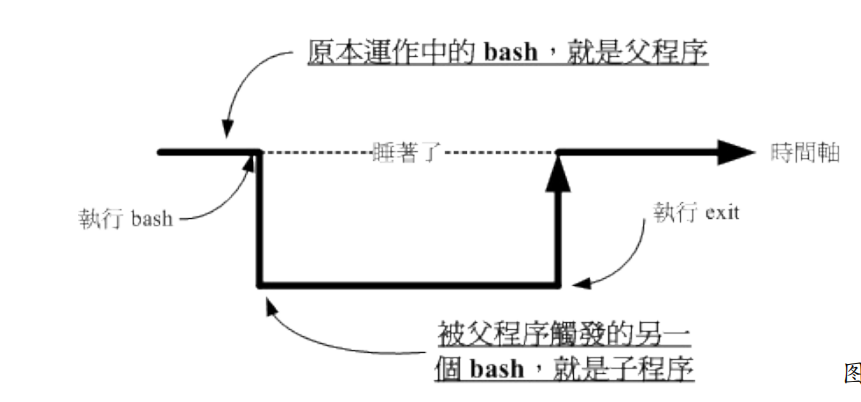 原本運作中的 bash，就是父程序
睡著了
時間軸
執行 bash
執行 exit
被父程序觸發的另一
個 bash，就是子程序
图